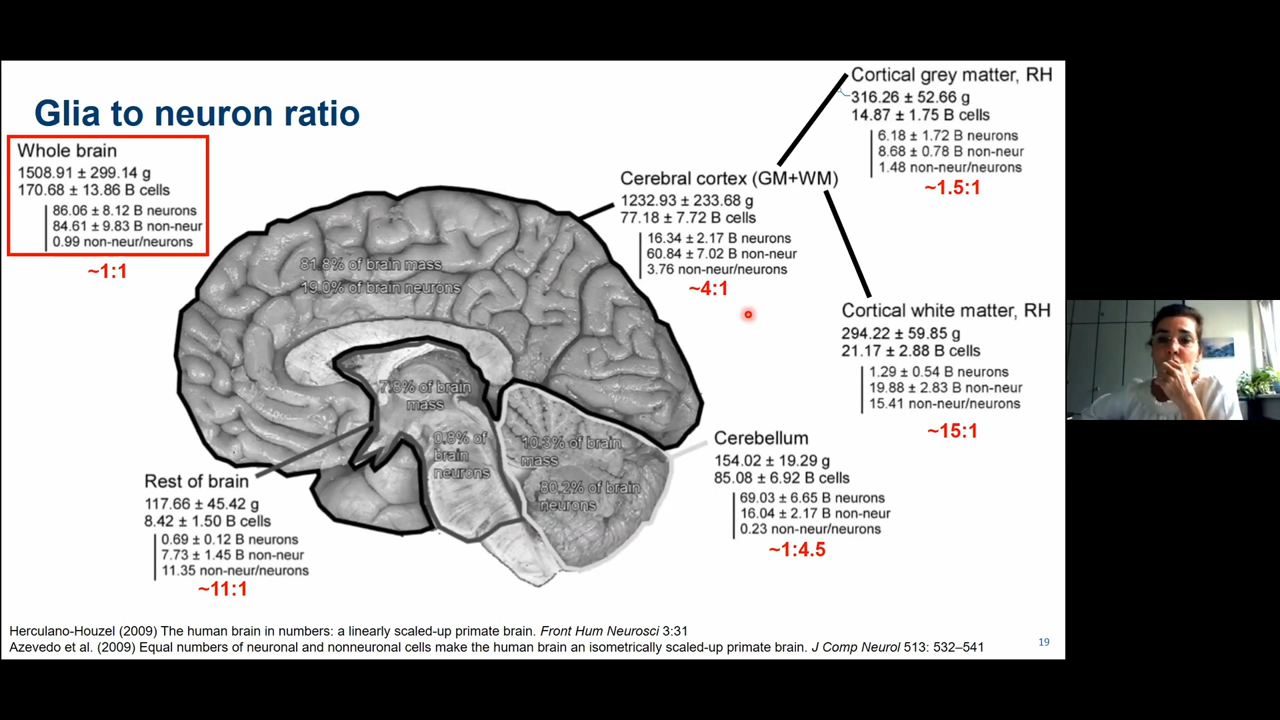 Glia to neuron ratio
Whole brain
1508.91 ± 299.14 g
170.68 ± 13.86 B cells
86.06 ± 8.12 B neurons
84.61 ± 9.83 B non-neur
0.99 non-neur/neurons
~1:1
81.8% of brain mass
19.0% of brain neurons
Cerebral cortex (GM+WM)
1232.93 ± 233.68 g
77.18 ± 7.72 B cells
16.34 ± 2.17 B neurons
60.84 ± 7.02 B non-neur
3.76 non-neur/neurons
~4:1
Cortical grey matter, RH
316.26 ± 52.66 g
14.87 ± 1.75 B cells
6.18 ± 1.72 B neurons
8.68 ± 0.78 B non-neur
1.48 non-neur/neurons
~1.5:1
Cortical white matter, RH
294.22 ± 59.85 g
21.17 ± 2.88 B cells
1.29 ± 0.54 B neurons
19.88 ± 2.83 B non-neur
15.41 non-neur/neurons
~15:1
7.8% of brain
mass
0.8% of
brain
neurons
10.3% of brain
mass
80.2% of brain
neurons
Cerebellum
154.02 ± 19.29 g
85.08 ± 6.92 B cells
69.03 ± 6.65 B neurons
16.04 ± 2.17 B non-neur
0.23 non-neur/neurons
~1:4.5
Rest of brain
117.66 ± 45.42 g
8.42 ± 1.50 B cells
0.69 ± 0.12 B neurons
7.73 ± 1.45 B non-neur
11.35 non-neur/neurons
~11:1
Herculano-Houzel (2009) The human brain in numbers: a linearly scaled-up primate brain. Front Hum Neurosci 3:31
Azevedo et al. (2009) Equal numbers of neuronal and nonneuronal cells make the human brain an isometrically scaled-up primate brain. J Comp Neurol 513: 532–541
19